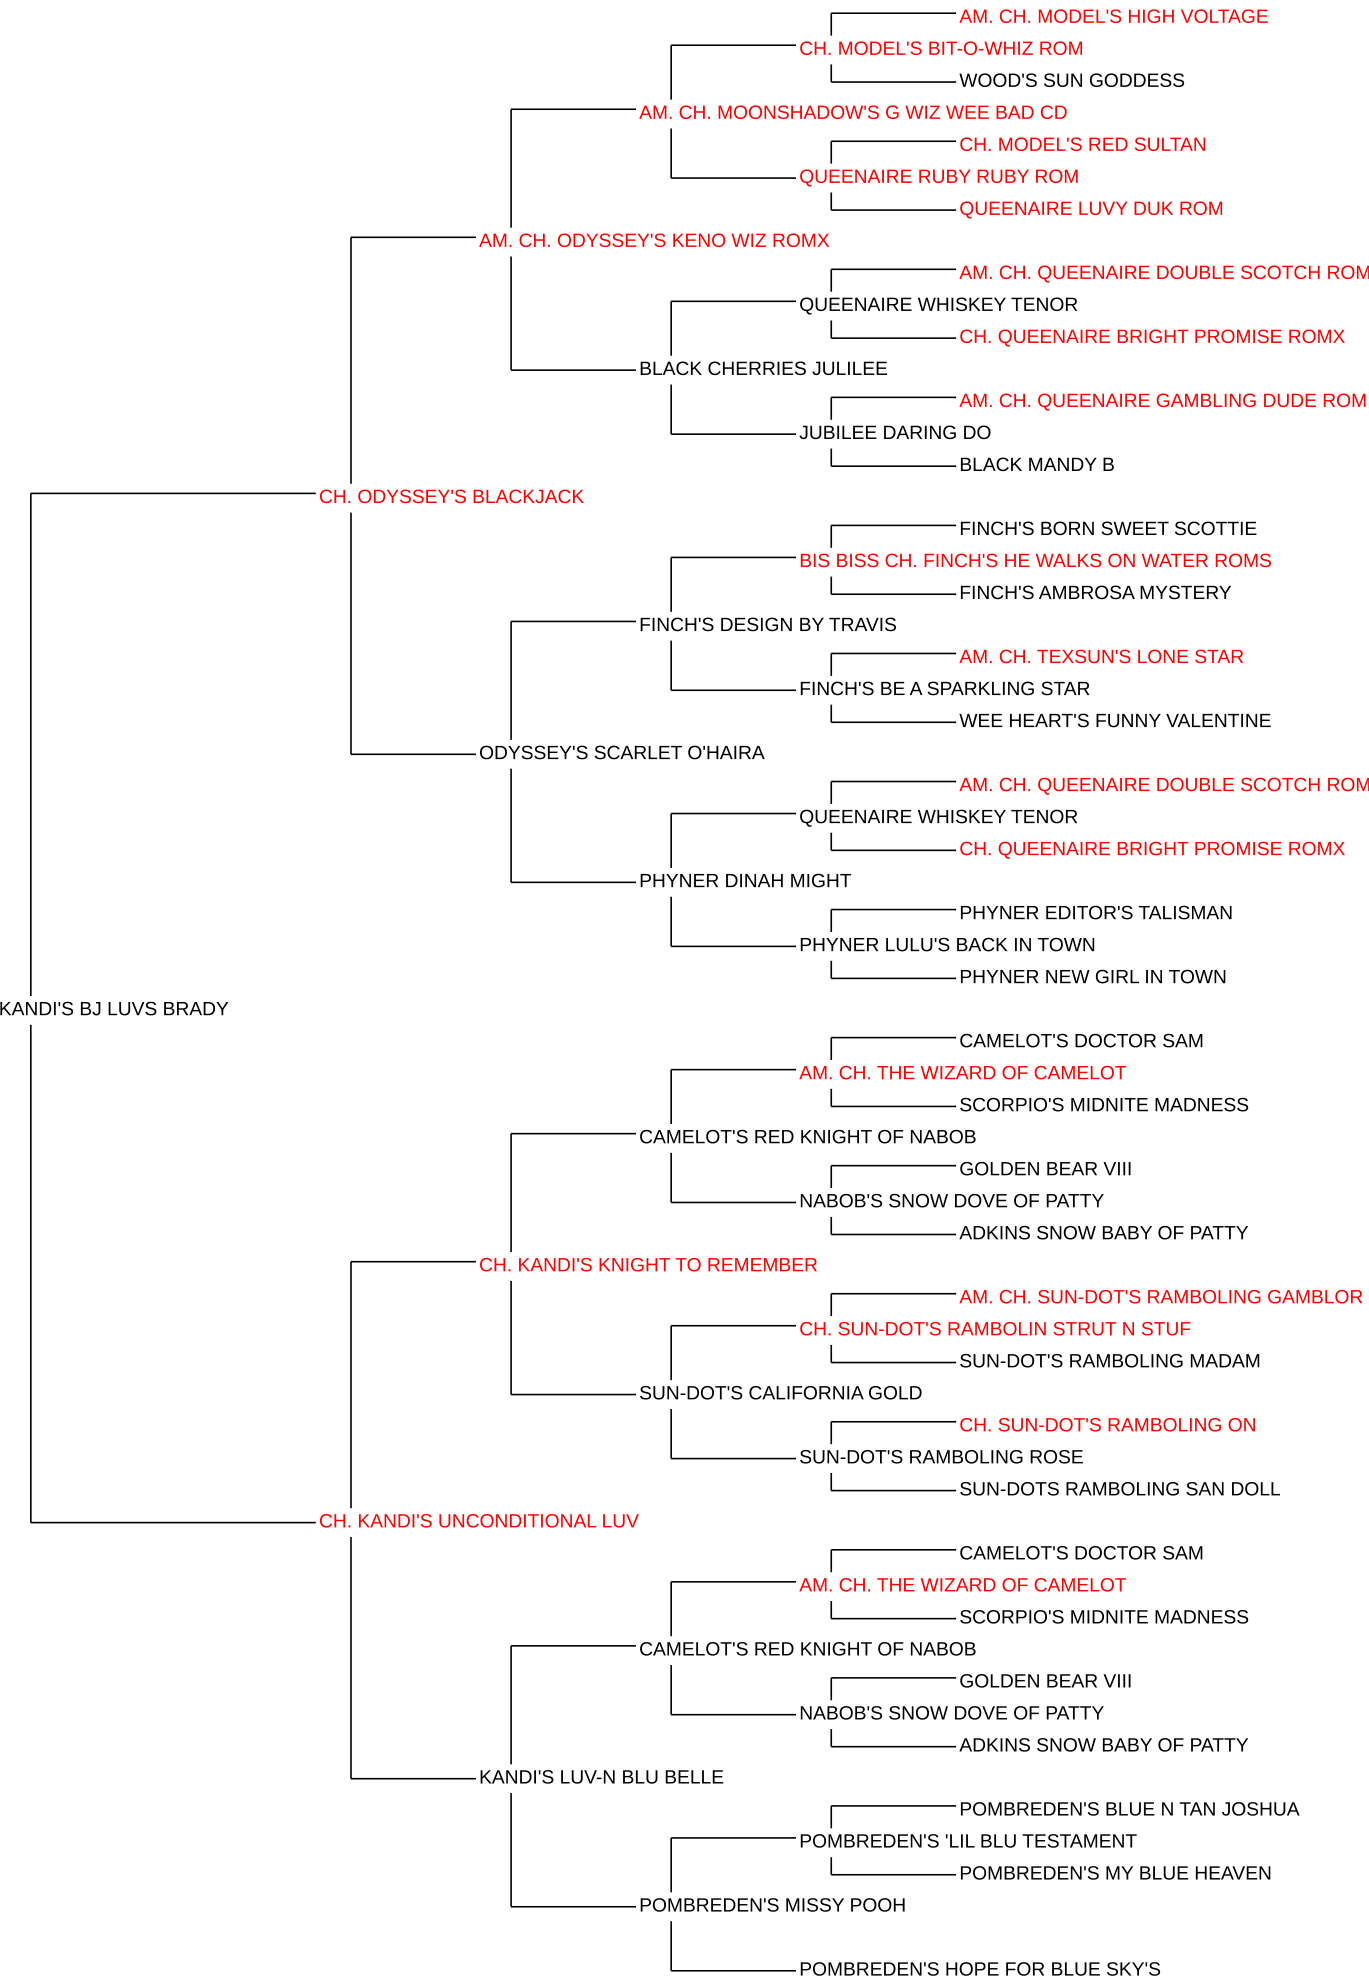 AM. CH. MODEL'S HIGH VOLTAGE
CH. MODEL'S BIT-O-WHIZ ROM
WOOD'S SUN GODDESS
AM. CH. MOONSHADOW'S G WIZ WEE BAD CD
CH. MODEL'S RED SULTAN
QUEENAIRE RUBY RUBY ROM
QUEENAIRE LUVY DUK ROM
AM. CH. ODYSSEY'S KENO WIZ ROMX
AM. CH. QUEENAIRE DOUBLE SCOTCH ROM
QUEENAIRE WHISKEY TENOR
CH. QUEENAIRE BRIGHT PROMISE ROMX
BLACK CHERRIES JULILEE
AM. CH. QUEENAIRE GAMBLING DUDE ROM
JUBILEE DARING DO
BLACK MANDY B
CH. ODYSSEY'S BLACKJACK
FINCH'S BORN SWEET SCOTTIE
BIS BISS CH. FINCH'S HE WALKS ON WATER ROMS
FINCH'S AMBROSA MYSTERY
FINCH'S DESIGN BY TRAVIS
AM. CH. TEXSUN'S LONE STAR
FINCH'S BE A SPARKLING STAR
WEE HEART'S FUNNY VALENTINE
ODYSSEY'S SCARLET O'HAIRA
AM. CH. QUEENAIRE DOUBLE SCOTCH ROM
QUEENAIRE WHISKEY TENOR
CH. QUEENAIRE BRIGHT PROMISE ROMX
PHYNER DINAH MIGHT
PHYNER EDITOR'S TALISMAN
PHYNER LULU'S BACK IN TOWN
PHYNER NEW GIRL IN TOWN
KANDI'S BJ LUVS BRADY
CAMELOT'S DOCTOR SAM
AM. CH. THE WIZARD OF CAMELOT
SCORPIO'S MIDNITE MADNESS
CAMELOT'S RED KNIGHT OF NABOB
GOLDEN BEAR VIII
NABOB'S SNOW DOVE OF PATTY
ADKINS SNOW BABY OF PATTY
CH. KANDI'S KNIGHT TO REMEMBER
AM. CH. SUN-DOT'S RAMBOLING GAMBLOR
CH. SUN-DOT'S RAMBOLIN STRUT N STUF
SUN-DOT'S RAMBOLING MADAM
SUN-DOT'S CALIFORNIA GOLD
CH. SUN-DOT'S RAMBOLING ON
SUN-DOT'S RAMBOLING ROSE
SUN-DOTS RAMBOLING SAN DOLL
CH. KANDI'S UNCONDITIONAL LUV
CAMELOT'S DOCTOR SAM
AM. CH. THE WIZARD OF CAMELOT
SCORPIO'S MIDNITE MADNESS
CAMELOT'S RED KNIGHT OF NABOB
GOLDEN BEAR VIII
NABOB'S SNOW DOVE OF PATTY
ADKINS SNOW BABY OF PATTY
KANDI'S LUV-N BLU BELLE
POMBREDEN'S BLUE N TAN JOSHUA
POMBREDEN'S 'LIL BLU TESTAMENT
POMBREDEN'S MY BLUE HEAVEN
POMBREDEN'S MISSY POOH
POMBREDEN'S HOPE FOR BLUE SKY'S